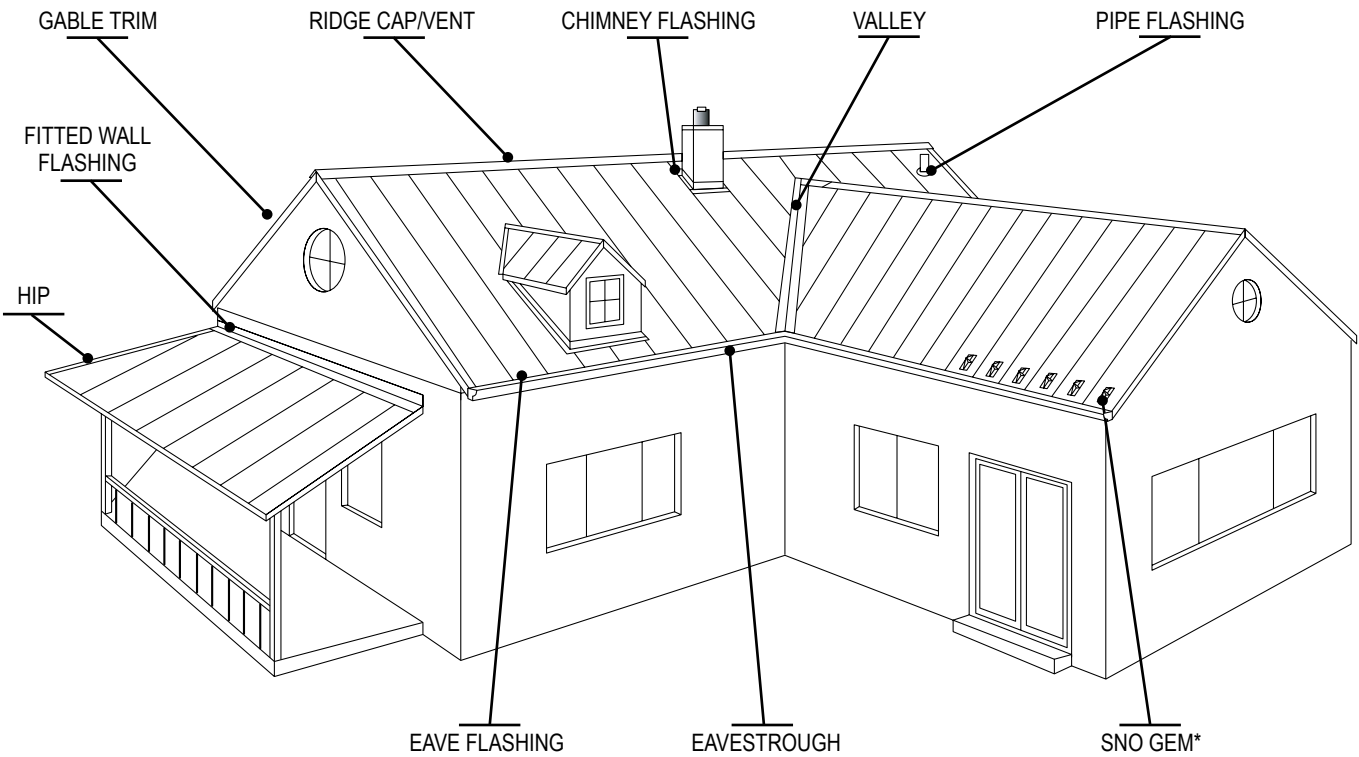 GABLE TRIM
RIDGE CAP/VENT
CHIMNEY FLASHING
VALLEY
PIPE FLASHING
FITTED WALL
FLASHING
HIP
EAVE FLASHING
EAVESTROUGH
SNO GEM*